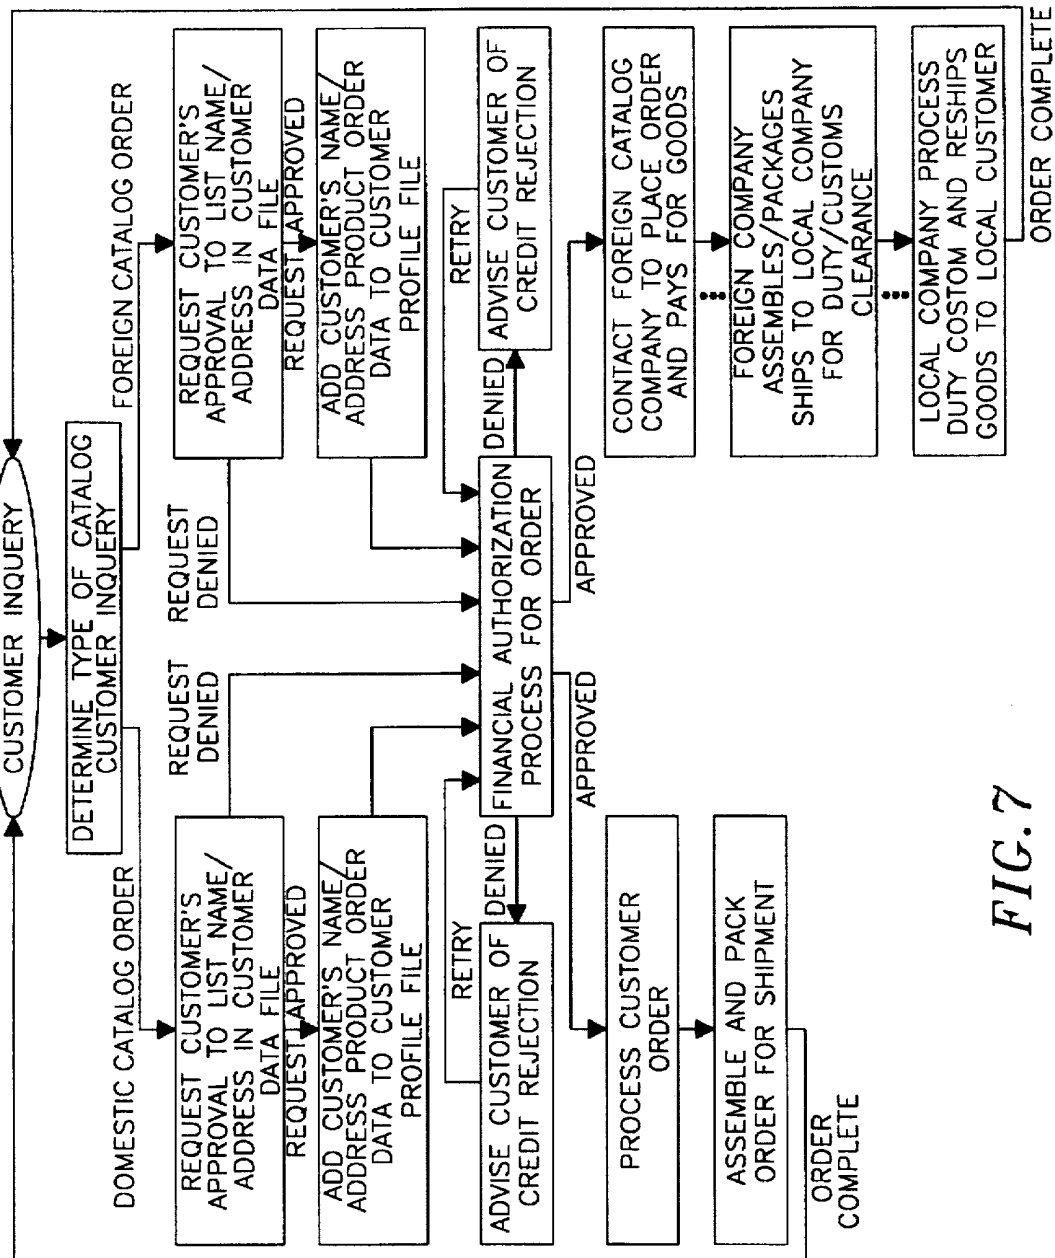 CUSTOMER INQUERY
DETERMINE TYPE OF CATALOG
CUSTOMER INQUERY
DOMESTIC CATALOG ORDER
FOREIGN CATALOG ORDER
REQUEST CUSTOMER'S
APPROVAL TO LIST NAME/
ADDRESS IN CUSTOMER
DATA FILE
REQUEST
DENIED
REQUEST
DENIED
REQUEST CUSTOMER'S
APPROVAL TO LIST NAME/
ADDRESS IN CUSTOMER
DATA FILE
REQUEST APPROVED
REQUEST APPROVED
ADD CUSTOMER'S NAME/
ADDRESS PRODUCT ORDER
DATA TO CUSTOMER
PROFILE FILE
ADD CUSTOMER'S NAME/
ADDRESS PRODUCT ORDER
DATA TO CUSTOMER
PROFILE FILE
RETRY
RETRY
ADVISE CUSTOMER OF
CREDIT REJECTION
DENIED
FINANCIAL AUTHORIZATION
PROCESS FOR ORDER
DENIED
ADVISE CUSTOMER OF
CREDIT REJECTION
APPROVED
APPROVED
PROCESS CUSTOMER
ORDER
CONTACT FOREIGN CATALOG
COMPANY TO PLACE ORDER
AND PAYS FOR GOODS
ASSEMBLE AND PACK
ORDER FOR SHIPMENT
FOREIGN COMPANY
ASSEMBLES/PACKAGES
SHIPS TO LOCAL COMPANY
FOR DUTY/CUSTOMS
CLEARANCE
ORDER
COMPLETE
LOCAL COMPANY PROCESS
DUTY COSTOM AND RESHIPS
GOODS TO LOCAL CUSTOMER
ORDER COMPLETE
FIG.7